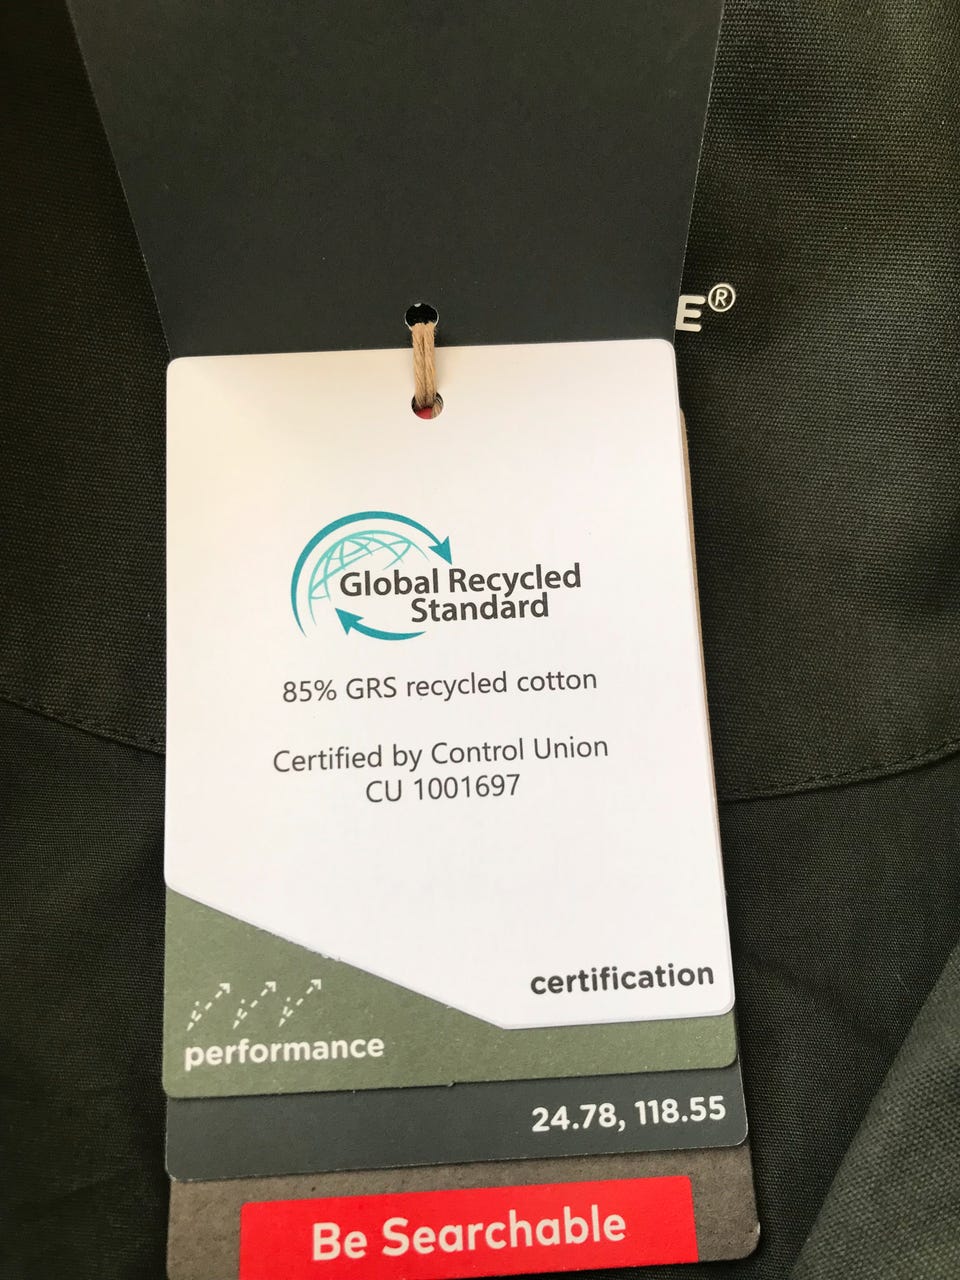 E®
Global Recycled
Standard
85% GRS recycled cotton
Certified by Control Union
CU 1001697
certification
performance
24.78, 118.55
Be Searchable